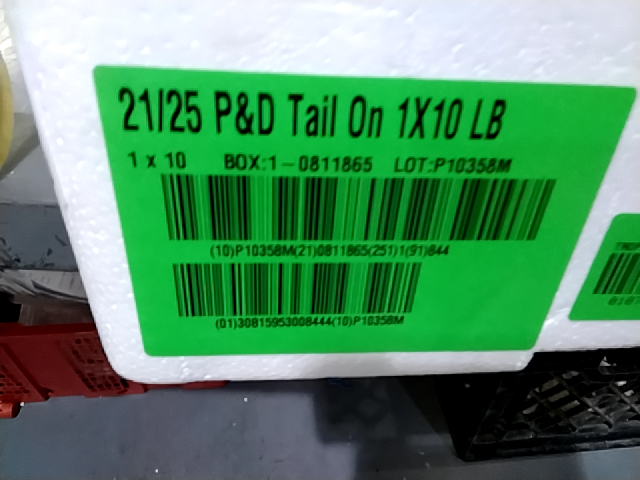 21/25 P&D Tail On 1X10 LB
1 x 10 BOX:1-0811865 LOT:P10358M
(10)P10358M(21)0811865(251)1(91)844
(01)30815953008444(10)P10358M